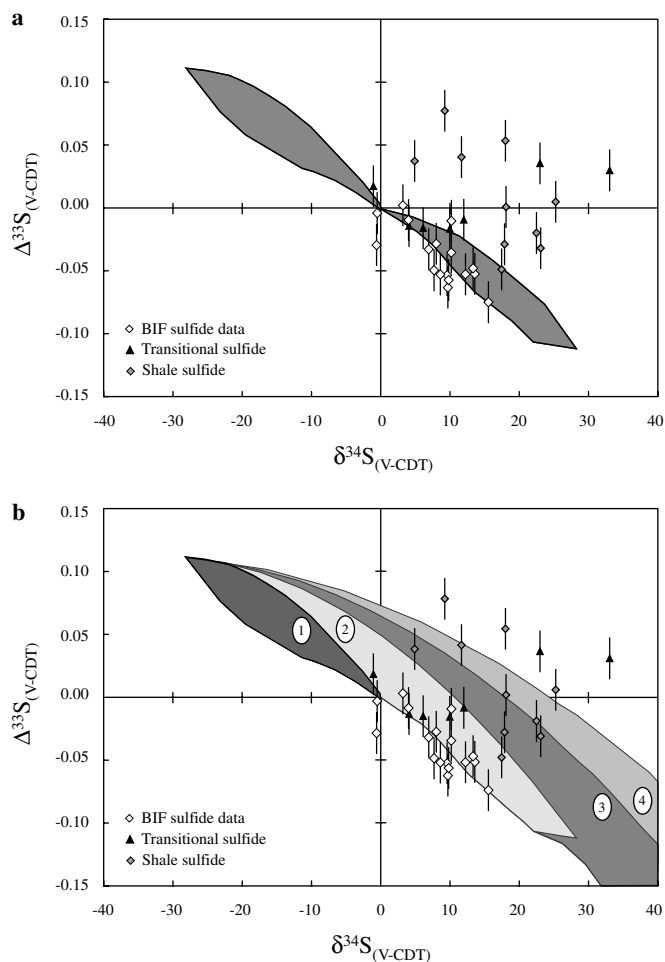 a
0.15
0.10
0.05
0.00
-0.05
-0.10
-0.15
Δ³³S(V-CDT)
BIF sulfide data
Transitional sulfide
Shale sulfide
-40 -30 -20 -10 0 10 20 30 40
δ³⁴S(V-CDT)
b
0.15
0.10
0.05
0.00
-0.05
-0.10
-0.15
Δ³³S(V-CDT)
1
2
3
4
BIF sulfide data
Transitional sulfide
Shale sulfide
-40 -30 -20 -10 0 10 20 30 40
δ³⁴S(V-CDT)